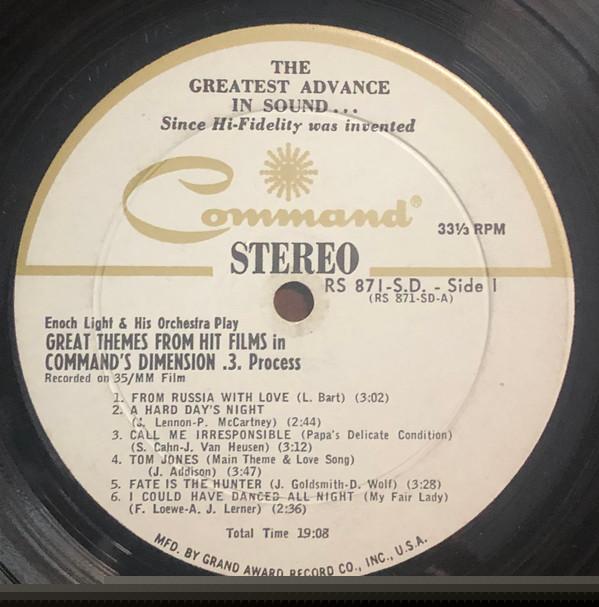 THE
GREATEST ADVANCE
IN SOUND...
Since Hi-Fidelity was invented
Command®
33⅓ RPM
STEREO
RS 871-S.D. - Side 1
(RS 871-SD-A)
Enoch Light & His Orchestra Play
GREAT THEMES FROM HIT FILMS in
COMMAND'S DIMENSION .3. Process
Recorded on 35/MM Film
1. FROM RUSSIA WITH LOVE (L. Bart) (3:02)
2. A HARD DAY'S NIGHT
(J. Lennon-P. McCartney) (2:44)
3. CALL ME IRRESPONSIBLE (Papa's Delicate Condition)
(S. Cahn-J. Van Heusen) (3:12)
4. TOM JONES (Main Theme & Love Song)
(J. Addison) (3:47)
5. FATE IS THE HUNTER (J. Goldsmith-D. Wolf) (3:28)
6. I COULD HAVE DANCED ALL NIGHT (My Fair Lady)
(F. Loewe-A. J. Lerner) (2:36)
Total Time 19:08
MFD. BY GRAND AWARD RECORD CO., INC., U.S.A.